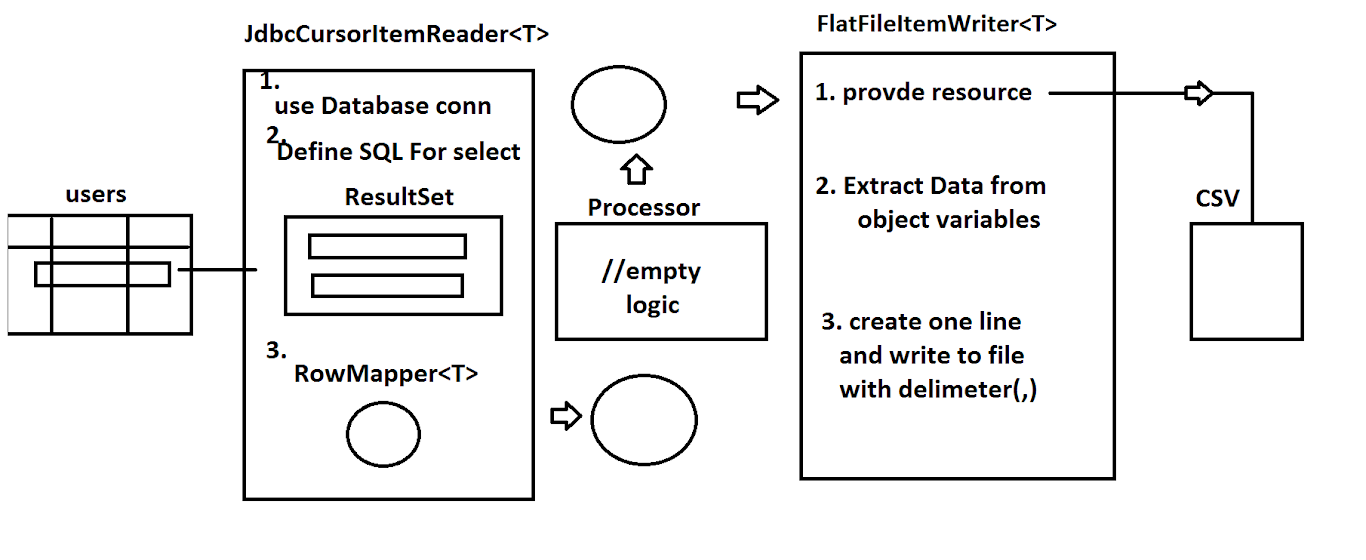 users
JdbcCursorItemReader<T>
1.
use Database conn
2.
Define SQL For select
ResultSet
3.
RowMapper<T>
Processor
//empty
logic
FlatFileItemWriter<T>
1. provde resource
2. Extract Data from
object variables
3. create one line
and write to file
with delimeter(,)
CSV